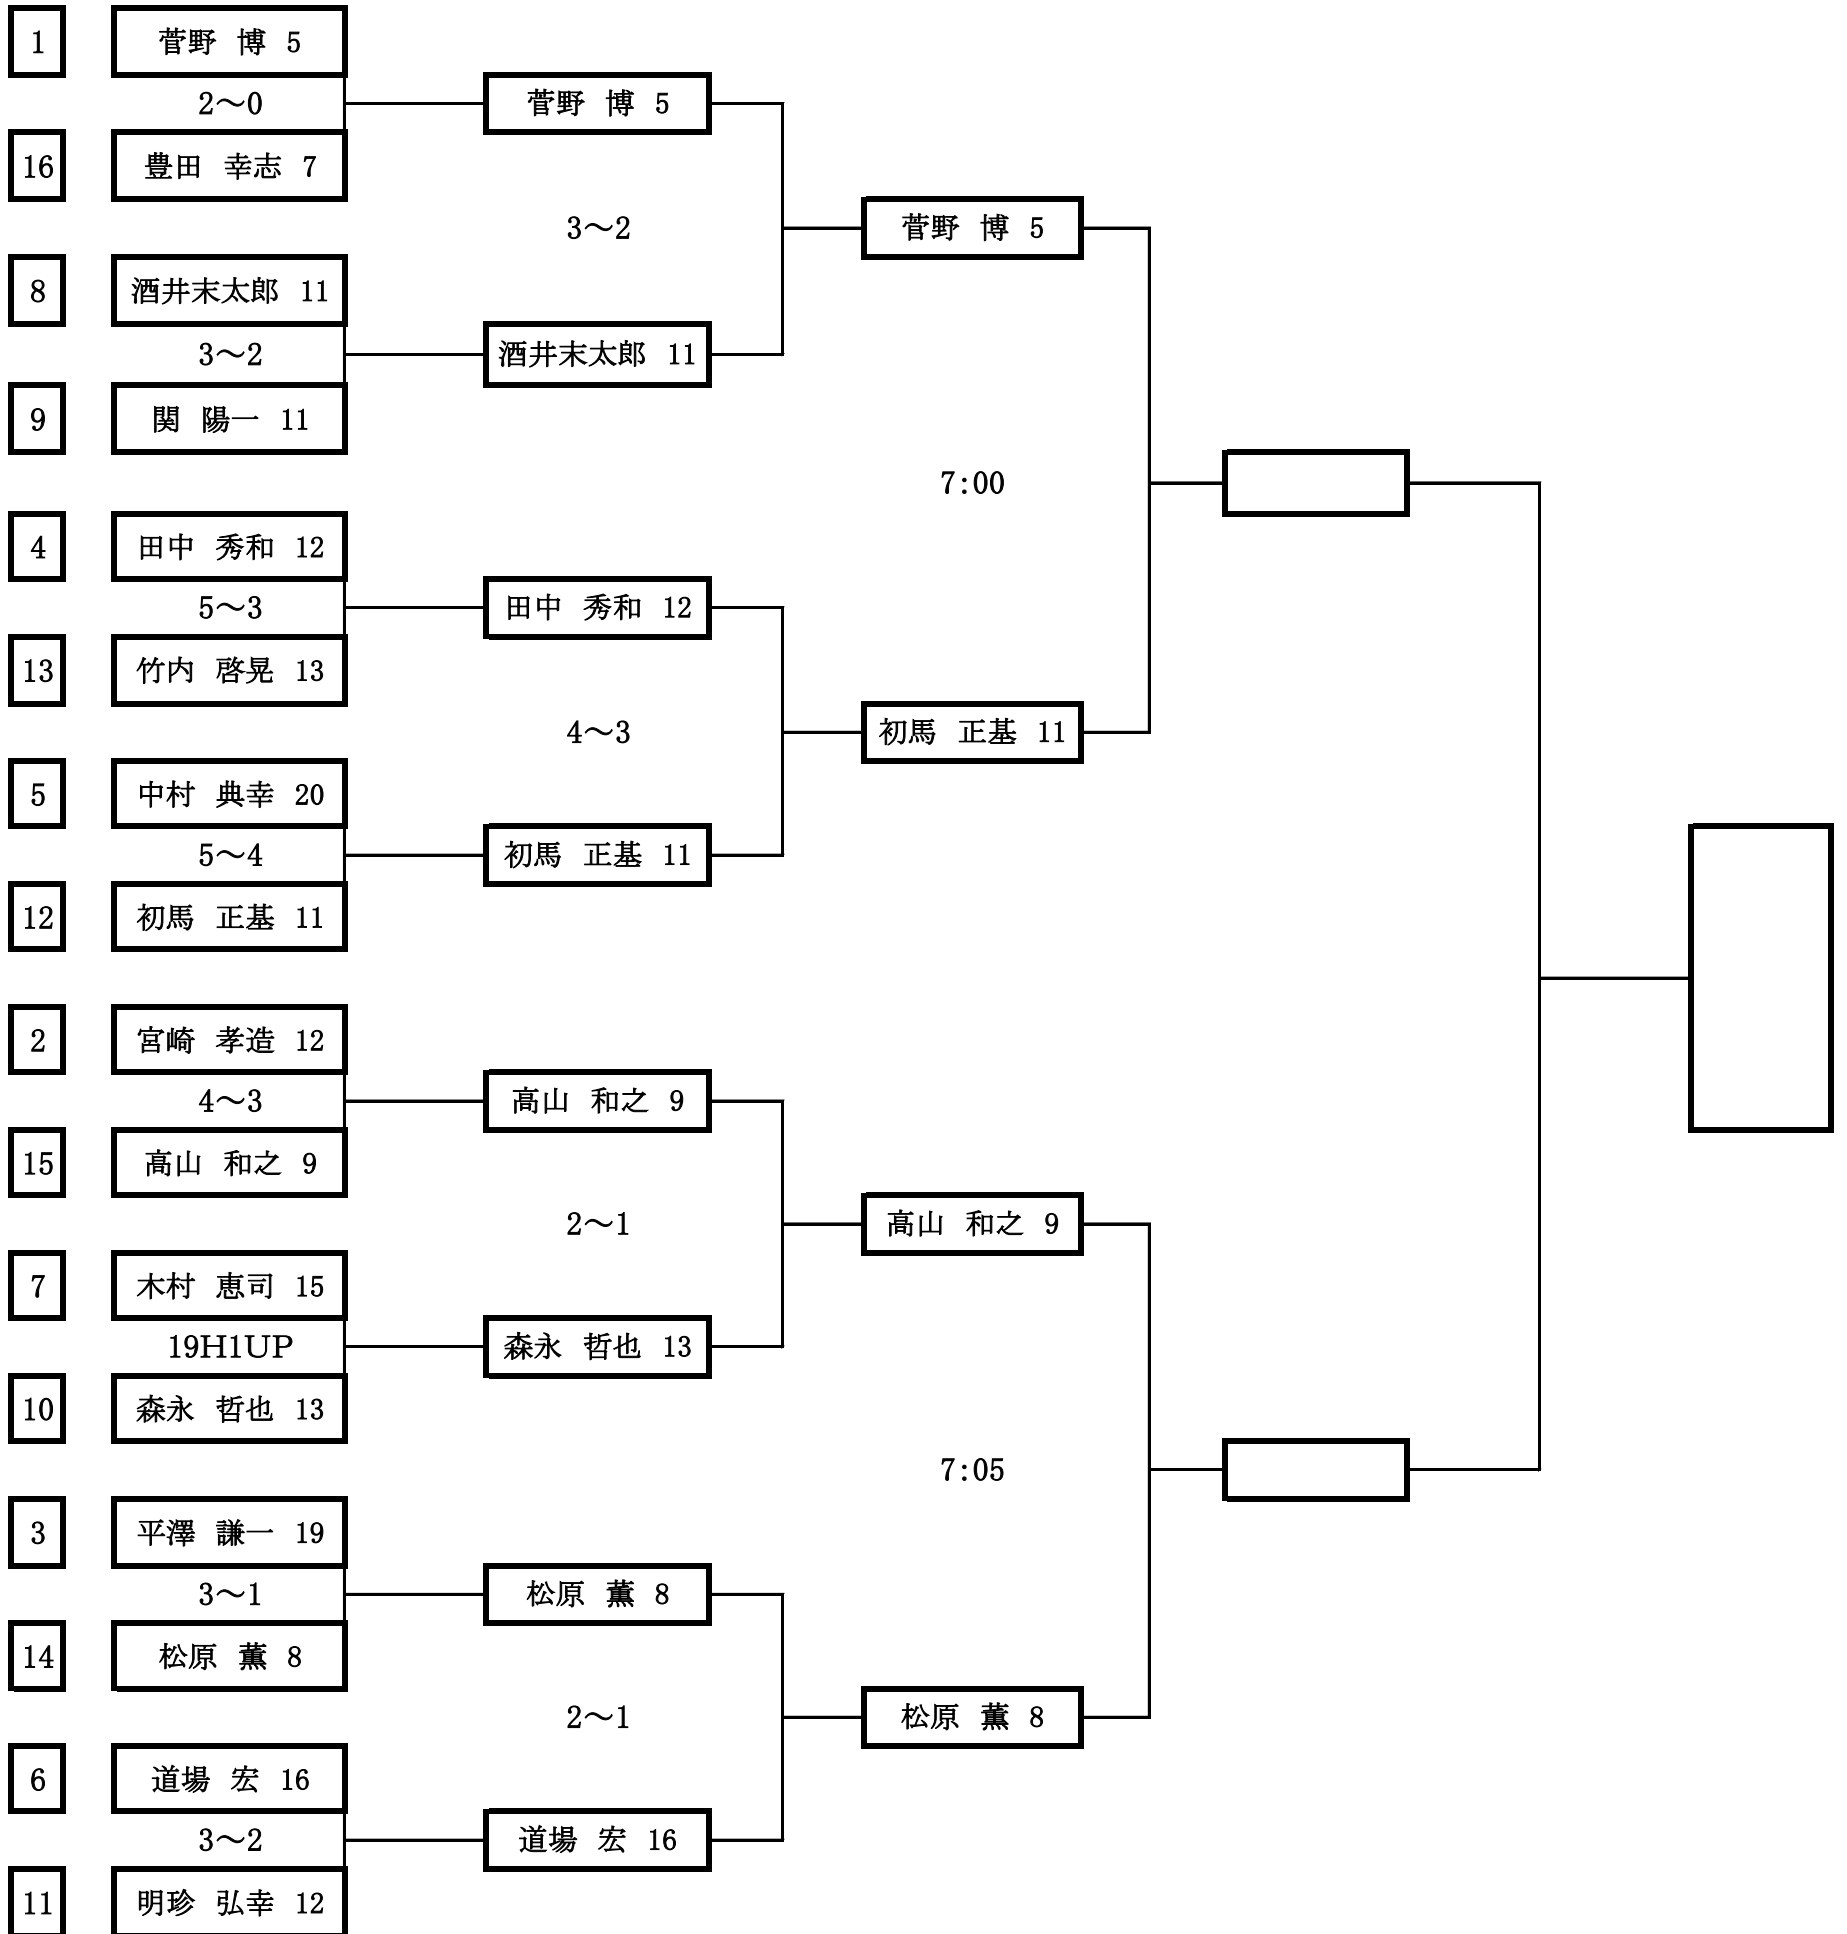 1 菅野 博 5
2～0 菅野 博 5
16 豊田 幸志 7
3～2 菅野 博 5
8 酒井末太郎 11
3～2 酒井末太郎 11
9 関 陽一 11
7:00
4 田中 秀和 12
5～3 田中 秀和 12
13 竹内 啓晃 13
4～3 初馬 正基 11
5 中村 典幸 20
5～4 初馬 正基 11
12 初馬 正基 11
2 宮崎 孝造 12
4～3 高山 和之 9
15 高山 和之 9
2～1 高山 和之 9
7 木村 恵司 15
19H1UP 森永 哲也 13
10 森永 哲也 13
7:05
3 平澤 謙一 19
3～1 松原 薫 8
14 松原 薫 8
2～1 松原 薫 8
6 道場 宏 16
3～2 道場 宏 16
11 明珍 弘幸 12